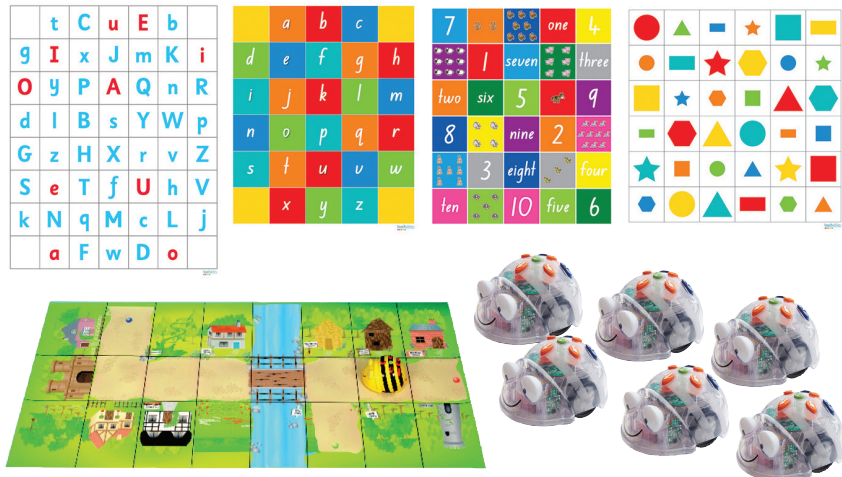 t C u E b
g I x J m K i
O y P A Q n R
d l B s Y W p
G z H X r v Z
S e T f U h V
k N q M c L j
a F w D o
a b c
d e f g h
i j k l m
n o p q r
s t u v w
x y z
7 one 4
1 seven three
two six 5 9
8 nine 2
3 eight four
ten 10 five 6